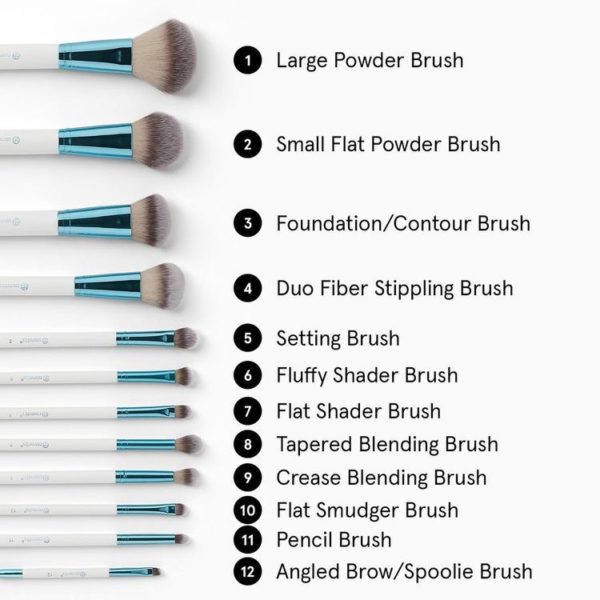 1 Large Powder Brush
2 Small Flat Powder Brush
3 Foundation/Contour Brush
4 Duo Fiber Stippling Brush
5 Setting Brush
6 Fluffy Shader Brush
7 Flat Shader Brush
8 Tapered Blending Brush
9 Crease Blending Brush
10 Flat Smudger Brush
11 Pencil Brush
12 Angled Brow/Spoolie Brush